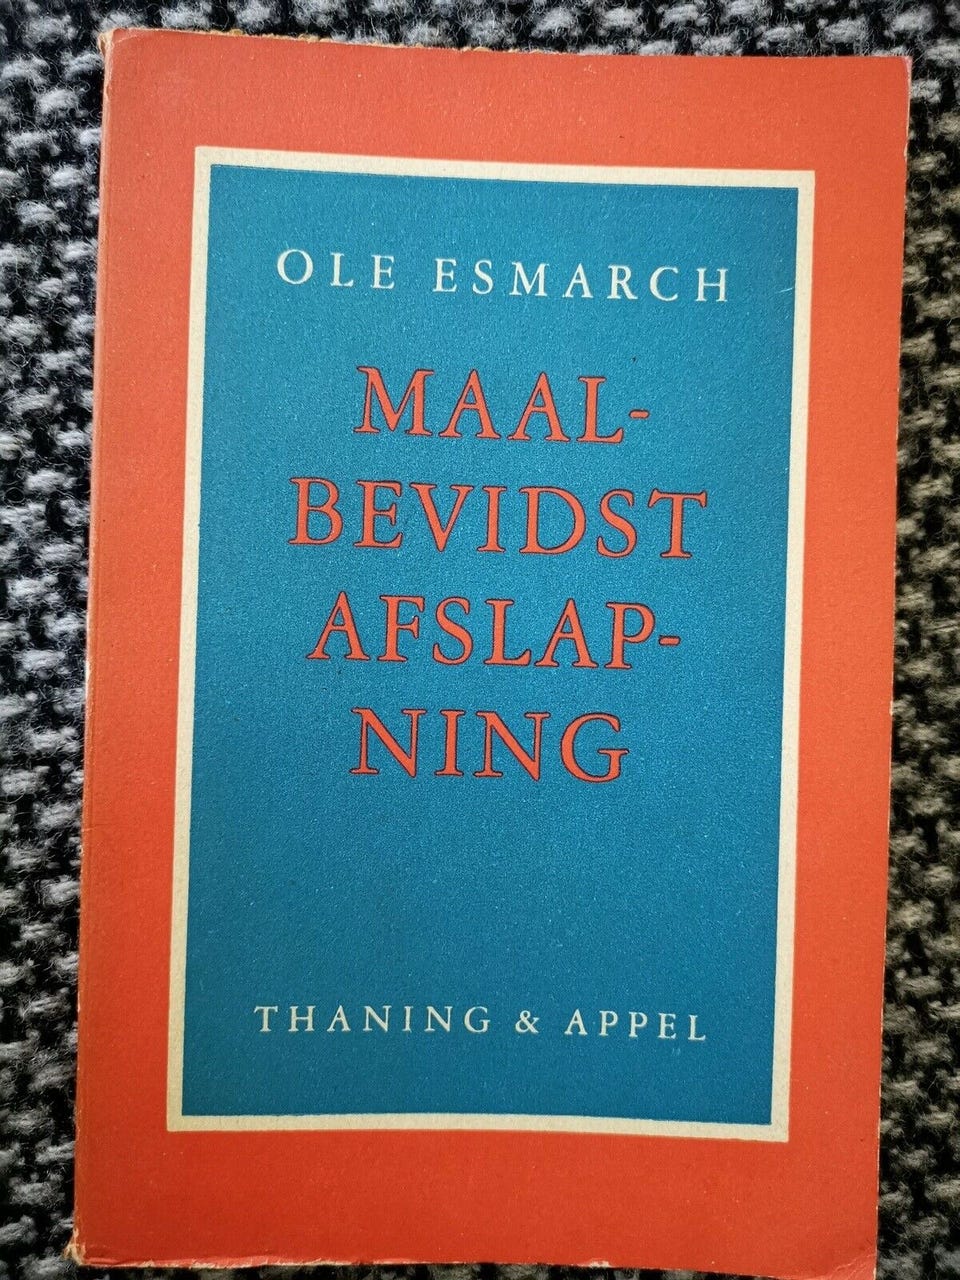 OLE ESMARCH
MAAL-
BEVIDST
AFSLAP-
NING
THANING & APPEL